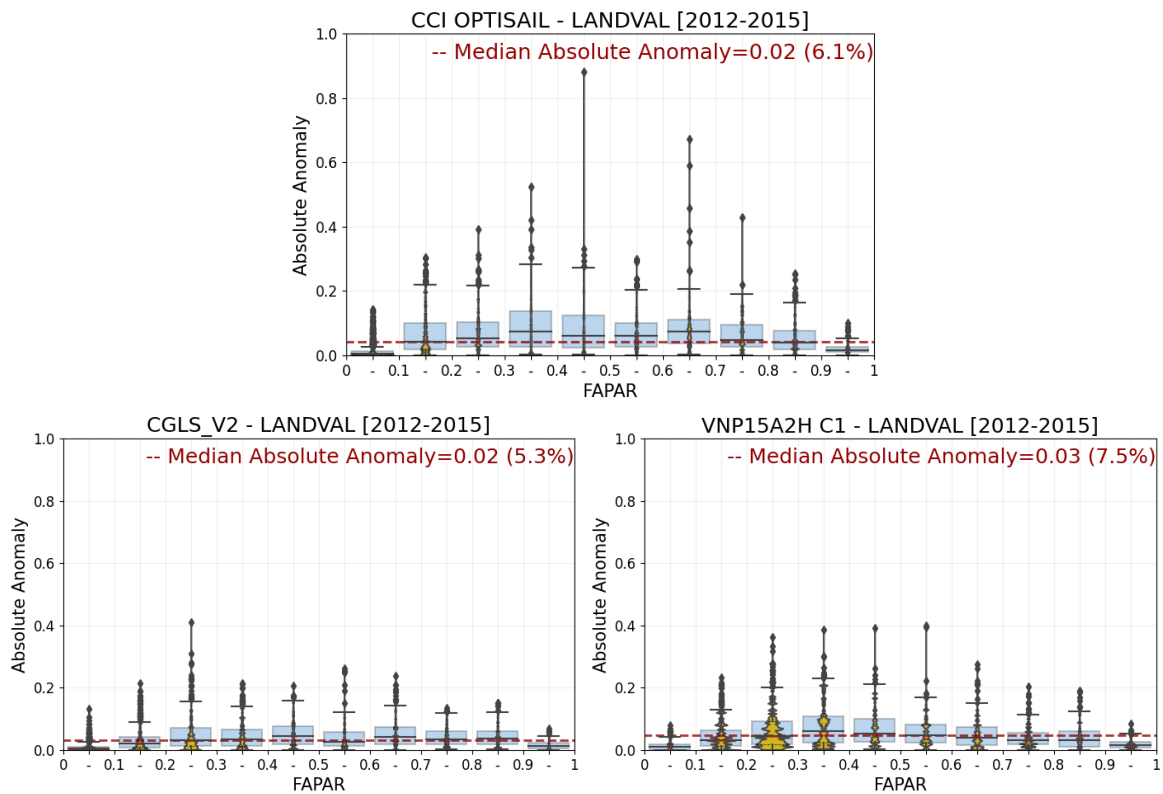 CCI OPTISAIL - LANDVAL [2012-2015]
-- Median Absolute Anomaly=0.02 (6.1%)
1.0
0.8
0.6
0.4
0.2
0.0
Absolute Anomaly
0 - 0.1 - 0.2 - 0.3 - 0.4 - 0.5 - 0.6 - 0.7 - 0.8 - 0.9 - 1
FAPAR
CGLS_V2 - LANDVAL [2012-2015]
-- Median Absolute Anomaly=0.02 (5.3%)
1.0
0.8
0.6
0.4
0.2
0.0
Absolute Anomaly
0 - 0.1 - 0.2 - 0.3 - 0.4 - 0.5 - 0.6 - 0.7 - 0.8 - 0.9 - 1
FAPAR
VNP15A2H C1 - LANDVAL [2012-2015]
-- Median Absolute Anomaly=0.03 (7.5%)
1.0
0.8
0.6
0.4
0.2
0.0
Absolute Anomaly
0 - 0.1 - 0.2 - 0.3 - 0.4 - 0.5 - 0.6 - 0.7 - 0.8 - 0.9 - 1
FAPAR